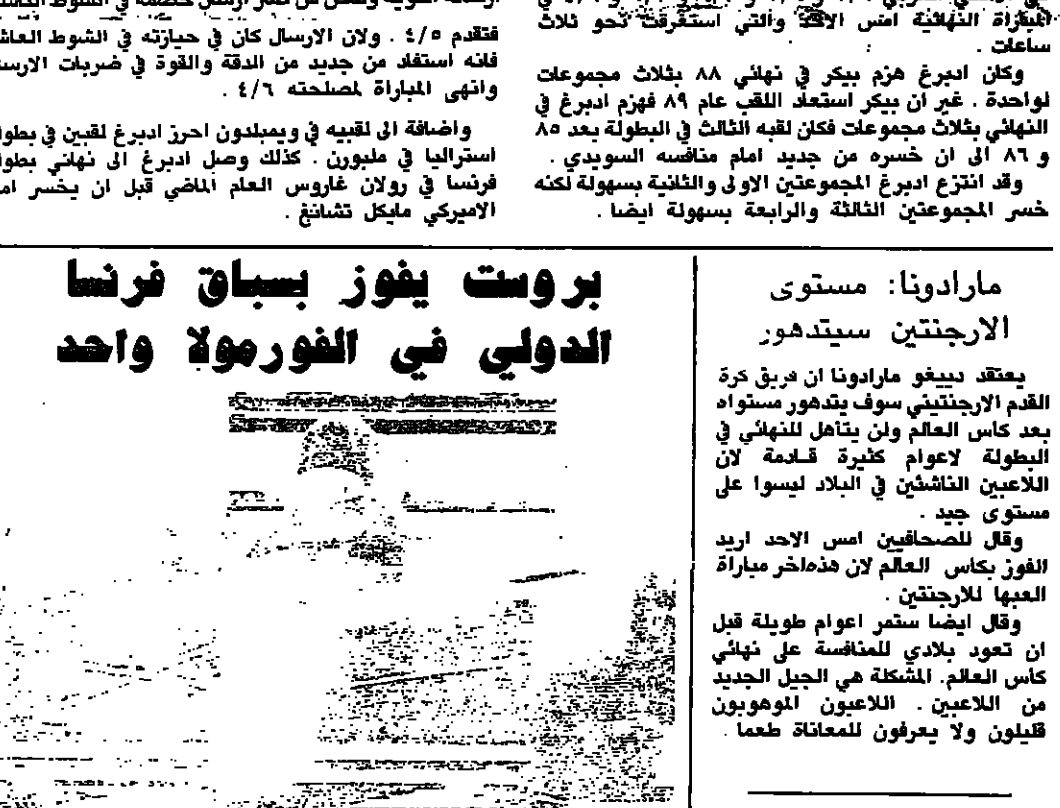 المباراة النهائية امس الاحد والتي استغرقت نحو ثلاث
ساعات .
وكان ادبرغ هزم بيكر في نهائي ٨٨ بثلاث مجموعات
لواحدة . غير ان بيكر استعاد اللقب عام ٨٩ فهزم ادبرغ في
النهائي بثلاث مجموعات فكان لقبه الثالث في البطولة بعد ٨٥
و ٨٦ الى ان خسره من جديد امام منافسه السويدي .
وقد انتزع ادبرغ المجموعتين الاولى والثانية بسهولة لكنه
خسر المجموعتين الثالثة والرابعة بسهولة ايضا .
فتقدم ٤/٥ . ولان الارسال كان في حيازته في الشوط
فانه استفاد من جديد من الدقة والقوة في ضربات
وانهى المباراة لمصلحته ٤/٦ .
واضافة الى لقبيه في ويمبلدون احرز ادبرغ لقبين في
استراليا في ملبورن . كذلك وصل ادبرغ الى نهائي
فرنسا في رولان غاروس العام الماضي قبل ان يخسر
الاميركي مايكل تشانغ .
مارادونا: مستوى
الارجنتين سيتدهور
يعتقد دييغو مارادونا ان فريق كرة
القدم الارجنتيني سوف يتدهور مستواه
بعد كاس العالم ولن يتاهل للنهائي في
البطولة لاعوام كثيرة قادمة لان
اللاعبين الناشئين في البلاد ليسوا على
مستوى جيد .
وقال للصحافيين امس الاحد اريد
الفوز بكاس العالم لان هذه اخر مباراة
العبها للارجنتين .
وقال ايضا ستمر اعوام طويلة قبل
ان تعود بلادي للمنافسة على نهائي
كاس العالم. المشكلة هي الجيل الجديد
من اللاعبين . اللاعبون الموهوبون
قليلون ولا يعرفون للمعاناة طعما .
بروست يفوز بسباق فرنسا
الدولي في الفورمولا واحد